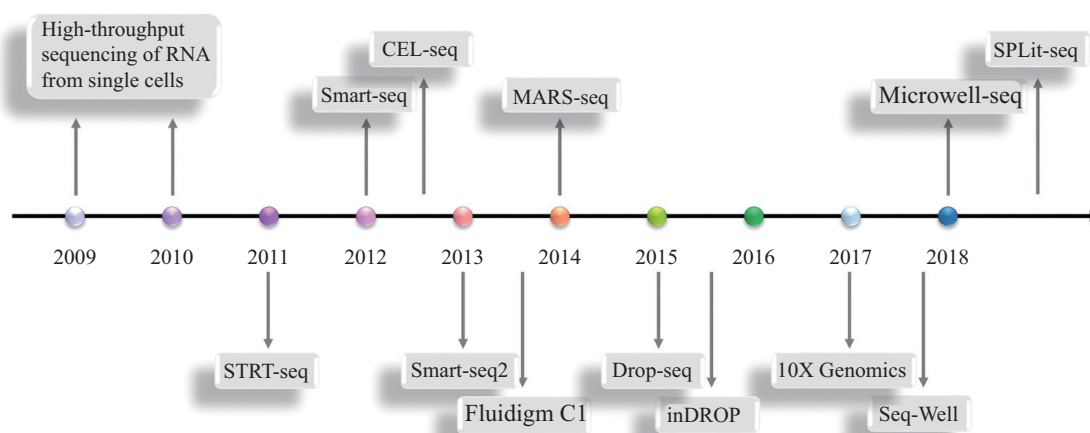 High-throughput
sequencing of RNA
from single cells
CEL-seq
Smart-seq
MARS-seq
SPLit-seq
Microwell-seq
2009 2010 2011 2012 2013 2014 2015 2016 2017 2018
STRT-seq
Smart-seq2
Fluidigm C1
Drop-seq
inDROP
10X Genomics
Seq-Well